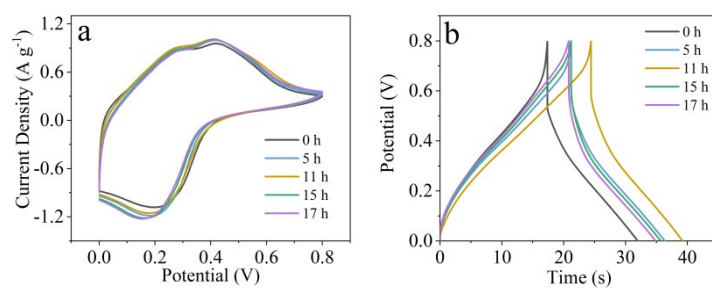 a
Current Density (A g⁻¹)
1.2
0.6
0.0
-0.6
-1.2
0 h
5 h
11 h
15 h
17 h
0.0 0.2 0.4 0.6 0.8
Potential (V)
b
Potential (V)
1.0
0.8
0.6
0.4
0.2
0.0
0 h
5 h
11 h
15 h
17 h
0 10 20 30 40
Time (s)